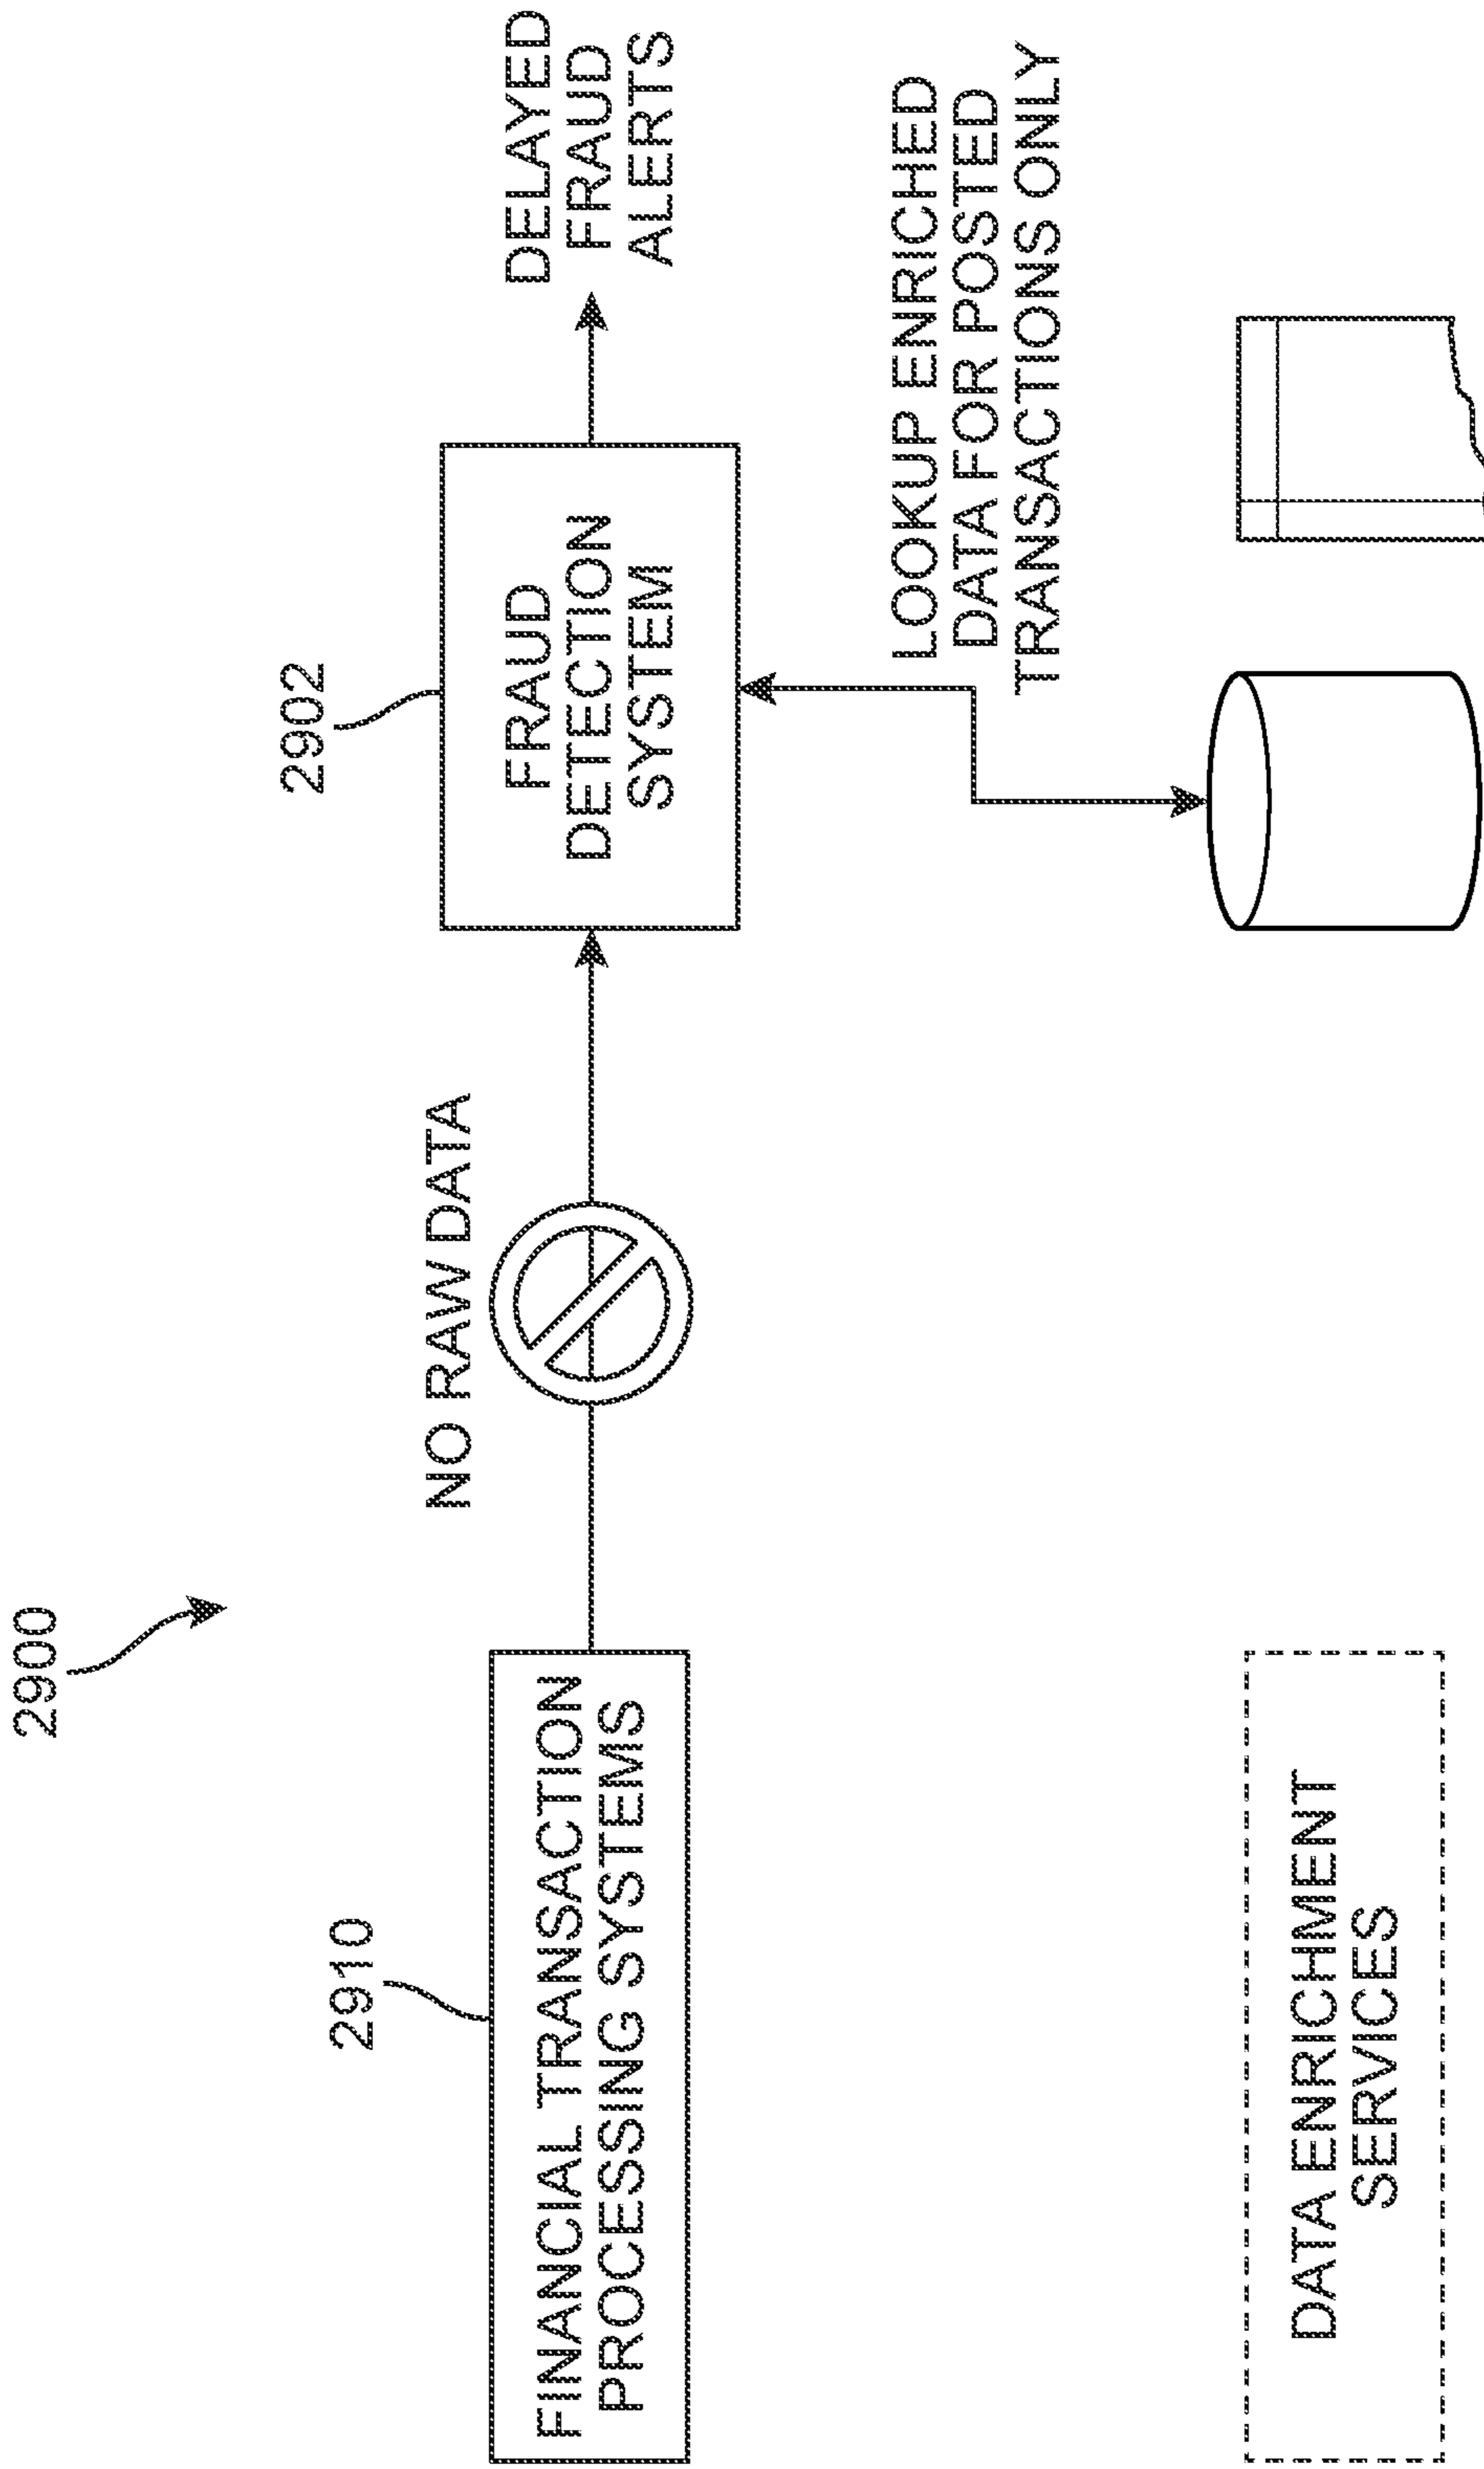 2900
2910
FINANCIAL TRANSACTION
PROCESSING SYSTEMS
NO RAW DATA
2902
FRAUD
DETECTION
SYSTEM
DELAYED
FRAUD
ALERTS
LOOKUP ENRICHED
DATA FOR POSTED
TRANSACTIONS ONLY
DATA ENRICHMENT
SERVICES